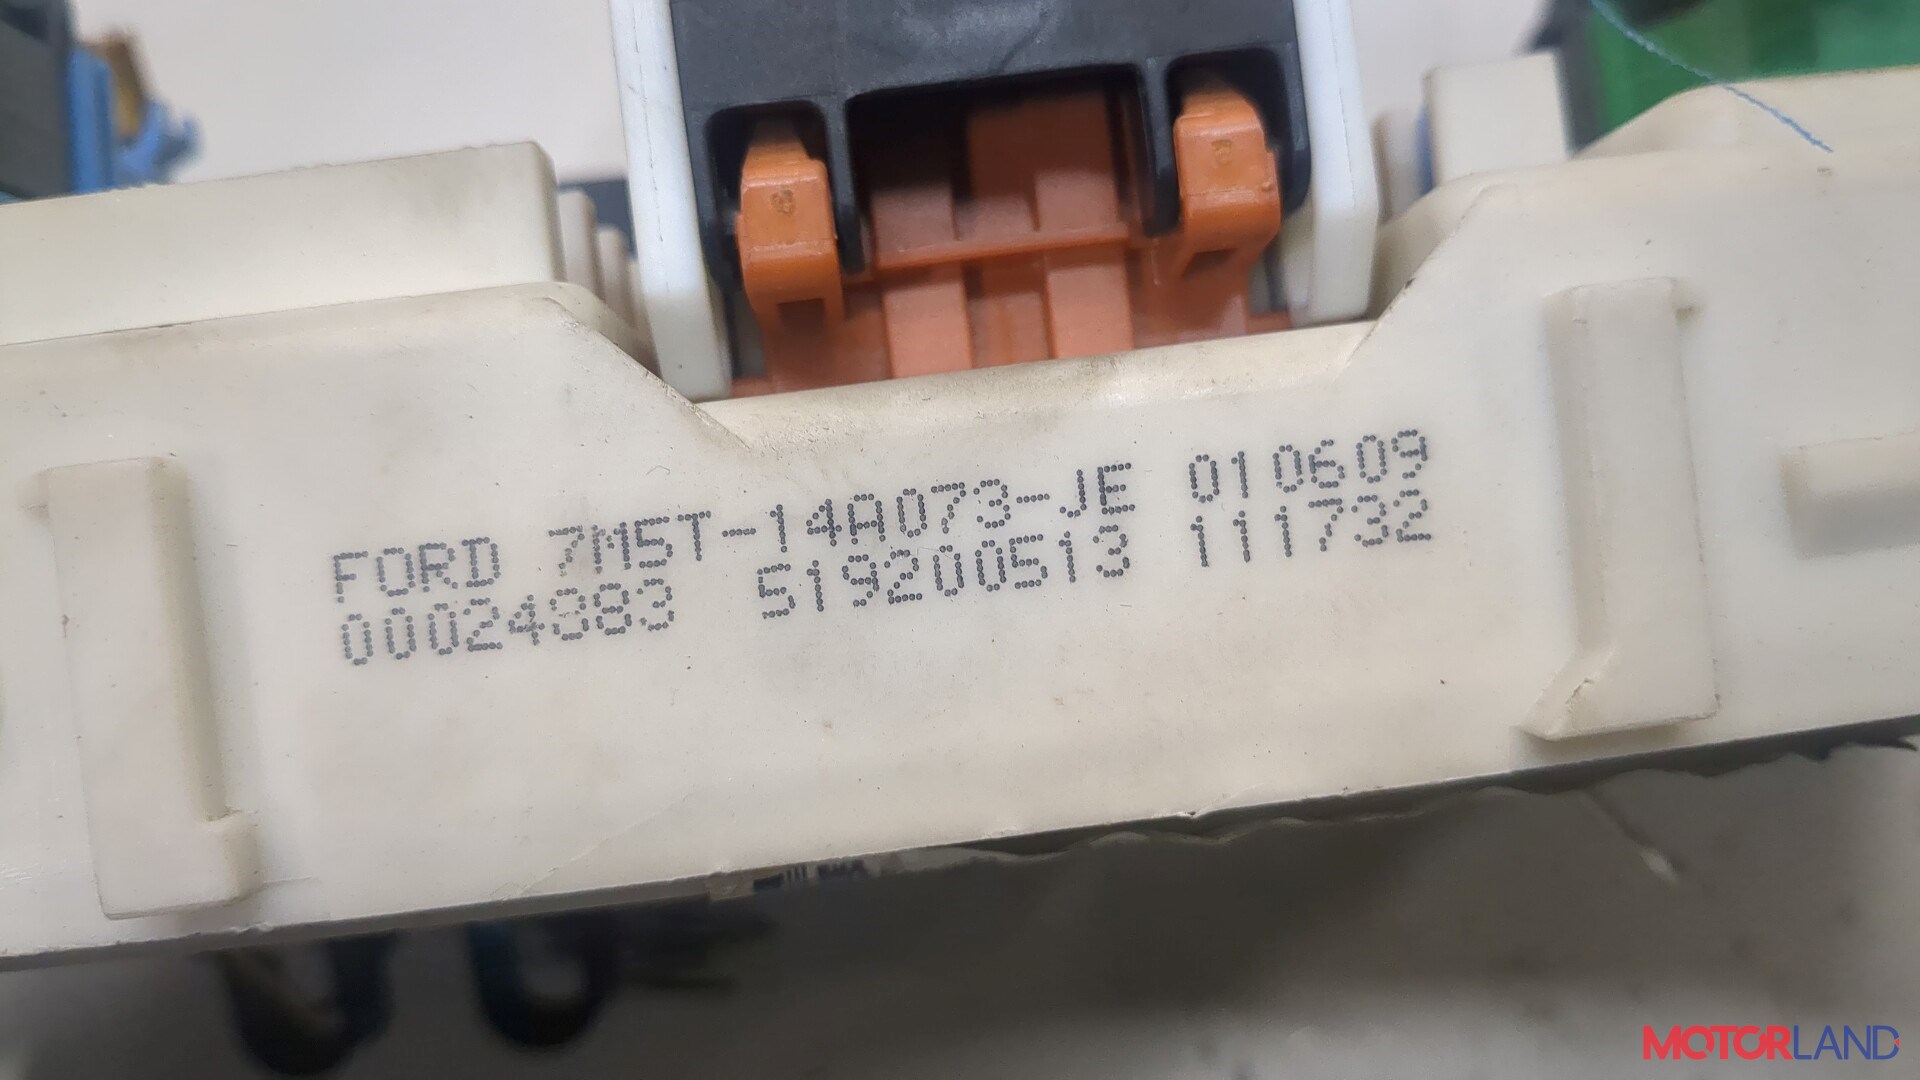 FORD 7M5T-14A073-JE 010609
00024883 519200513 111732
MOTORLAND